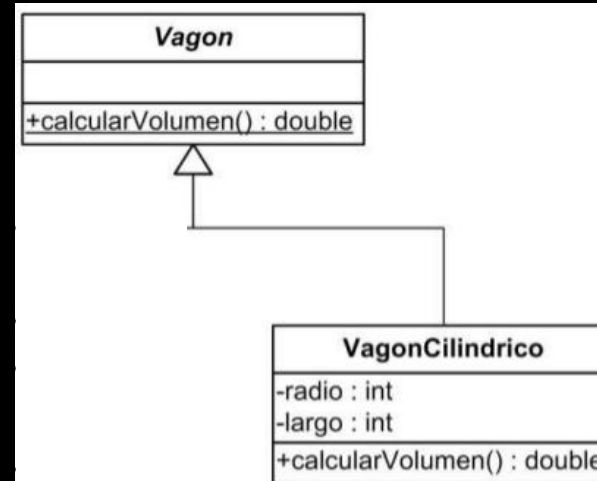 Vagon
+calcularVolumen() : double
VagonCilindrico
-radio : int
-largo : int
+calcularVolumen() : double